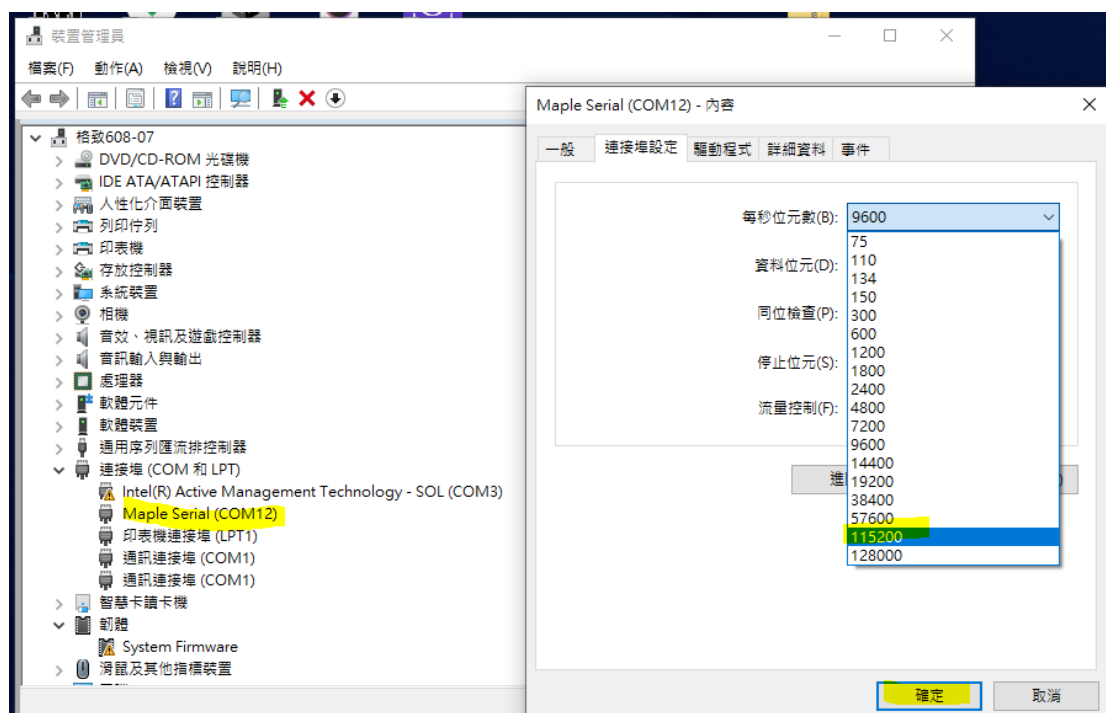 裝置管理員
檔案(F) 動作(A) 檢視(V) 說明(H)
格致608-07
DVD/CD-ROM 光碟機
IDE ATA/ATAPI 控制器
人性化介面裝置
列印佇列
印表機
存放控制器
系統裝置
相機
音效、視訊及遊戲控制器
音訊輸入與輸出
處理器
軟體元件
軟體裝置
通用序列匯流排控制器
連接埠 (COM 和 LPT)
Intel(R) Active Management Technology - SOL (COM3)
Maple Serial (COM12)
印表機連接埠 (LPT1)
通訊連接埠 (COM1)
通訊連接埠 (COM1)
智慧卡讀卡機
韌體
System Firmware
滑鼠及其他指標裝置
Maple Serial (COM12) - 內容
一般 連接埠設定 驅動程式 詳細資料 事件
每秒位元數(B): 9600
資料位元(D):
同位檢查(P):
停止位元(S):
流量控制(F):
75
110
134
150
300
600
1200
1800
2400
4800
7200
9600
14400
19200
38400
57600
115200
128000
進
確定 取消